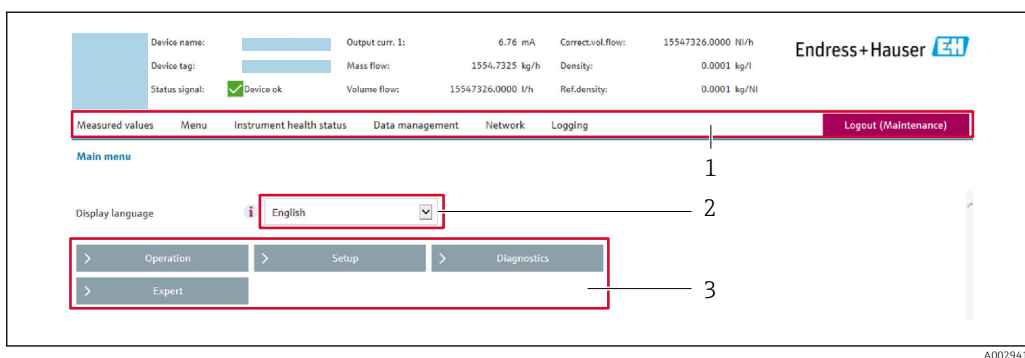 Device name: Output curr. 1: 6.76 mA Correct.vol.flow: 15547326.0000 Nl/h
Endress+Hauser EH
Device tag: Mass flow: 1554.7325 kg/h Density: 0.0001 kg/l
Status signal: Device ok Volume flow: 15547326.0000 l/h Ref.density: 0.0001 kg/Nl
Measured values Menu Instrument health status Data management Network Logging Logout (Maintenance)
1
Main menu
Display language i English 2
> Operation > Setup > Diagnostics
> Expert 3
A002941